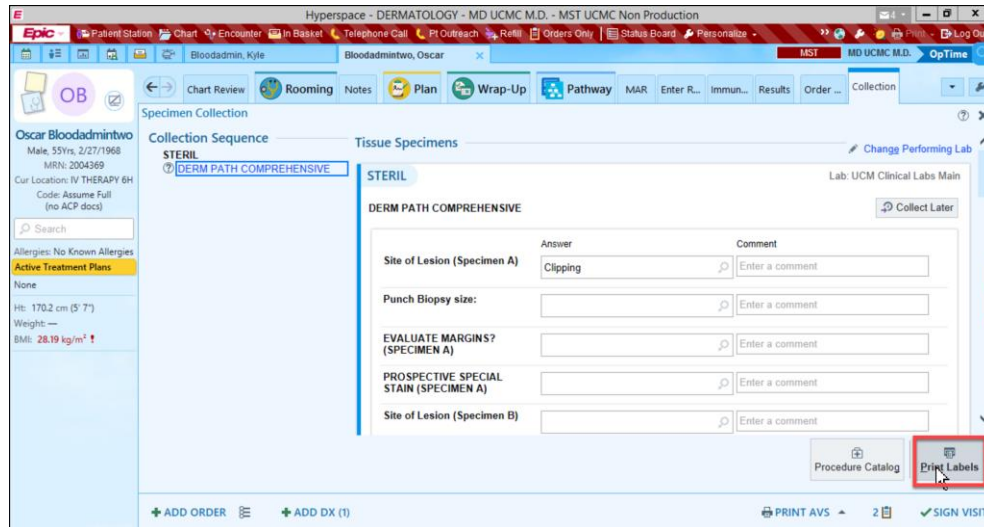 Hyperspace - DERMATOLOGY - MD UCMC M.D. - MST UCMC Non Production
Epic Patient Station Chart Encounter In Basket Telephone Call Pt Outreach Refill Orders Only Status Board Personalize Print Log Ou
Bloodadmin, Kyle Bloodadmintwo, Oscar MST MD UCMC M.D. OpTime
OB
Chart Review Rooming Notes Plan Wrap-Up Pathway MAR Enter R... Immun... Results Order ... Collection
Oscar Bloodadmintwo
Male, 55Yrs, 2/27/1968
MRN: 2004369
Cur Location: IV THERAPY 6H
Code: Assume Full
(no ACP docs)
Search
Allergies: No Known Allergies
Active Treatment Plans
None
Ht: 170.2 cm (5' 7")
Weight: —
BMI: 28.19 kg/m² !
Specimen Collection
Collection Sequence
STERIL
DERM PATH COMPREHENSIVE
Tissue Specimens
Change Performing Lab
STERIL Lab: UCM Clinical Labs Main
DERM PATH COMPREHENSIVE Collect Later
Answer Comment
Site of Lesion (Specimen A) Clipping Enter a comment
Punch Biopsy size: Enter a comment
EVALUATE MARGINS?
(SPECIMEN A) Enter a comment
PROSPECTIVE SPECIAL
STAIN (SPECIMEN A) Enter a comment
Site of Lesion (Specimen B) Enter a comment
Procedure Catalog Print Labels
+ ADD ORDER + ADD DX (1) PRINT AVS 2 SIGN VISI